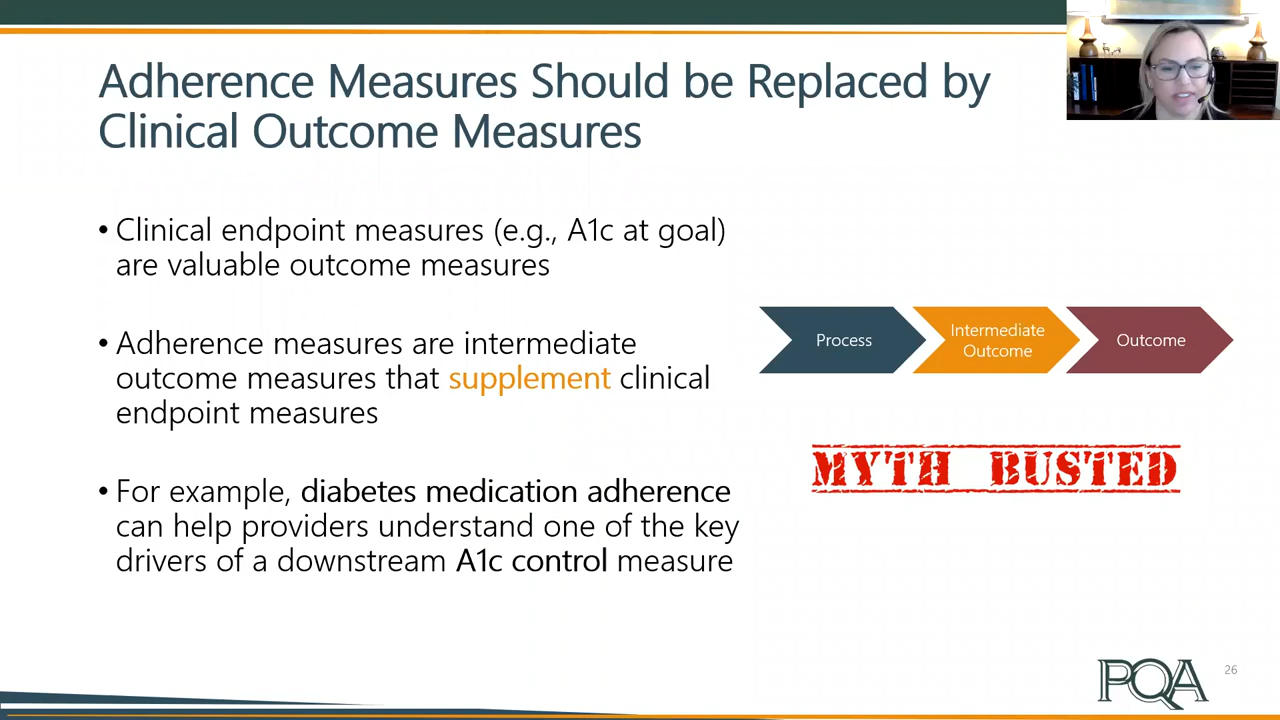 Adherence Measures Should be Replaced by
Clinical Outcome Measures
• Clinical endpoint measures (e.g., A1c at goal)
are valuable outcome measures
• Adherence measures are intermediate
outcome measures that supplement clinical
endpoint measures
• For example, diabetes medication adherence
can help providers understand one of the key
drivers of a downstream A1c control measure
Process
Intermediate
Outcome
Outcome
MYTH BUSTED
PQA
26